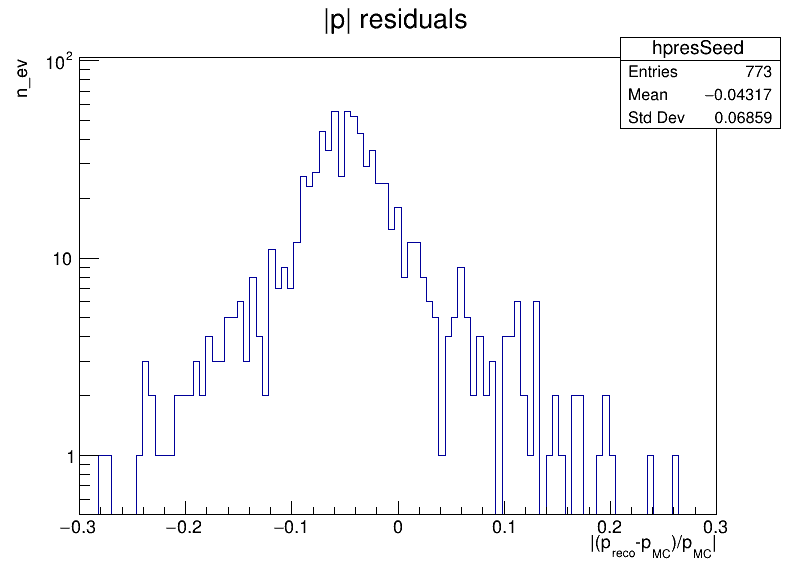 |p| residuals
hpresSeed
Entries 773
Mean −0.04317
Std Dev 0.06859
n_ev
10²
10
1
−0.3 −0.2 −0.1 0 0.1 0.2 0.3
|(p_reco-p_MC)/p_MC|